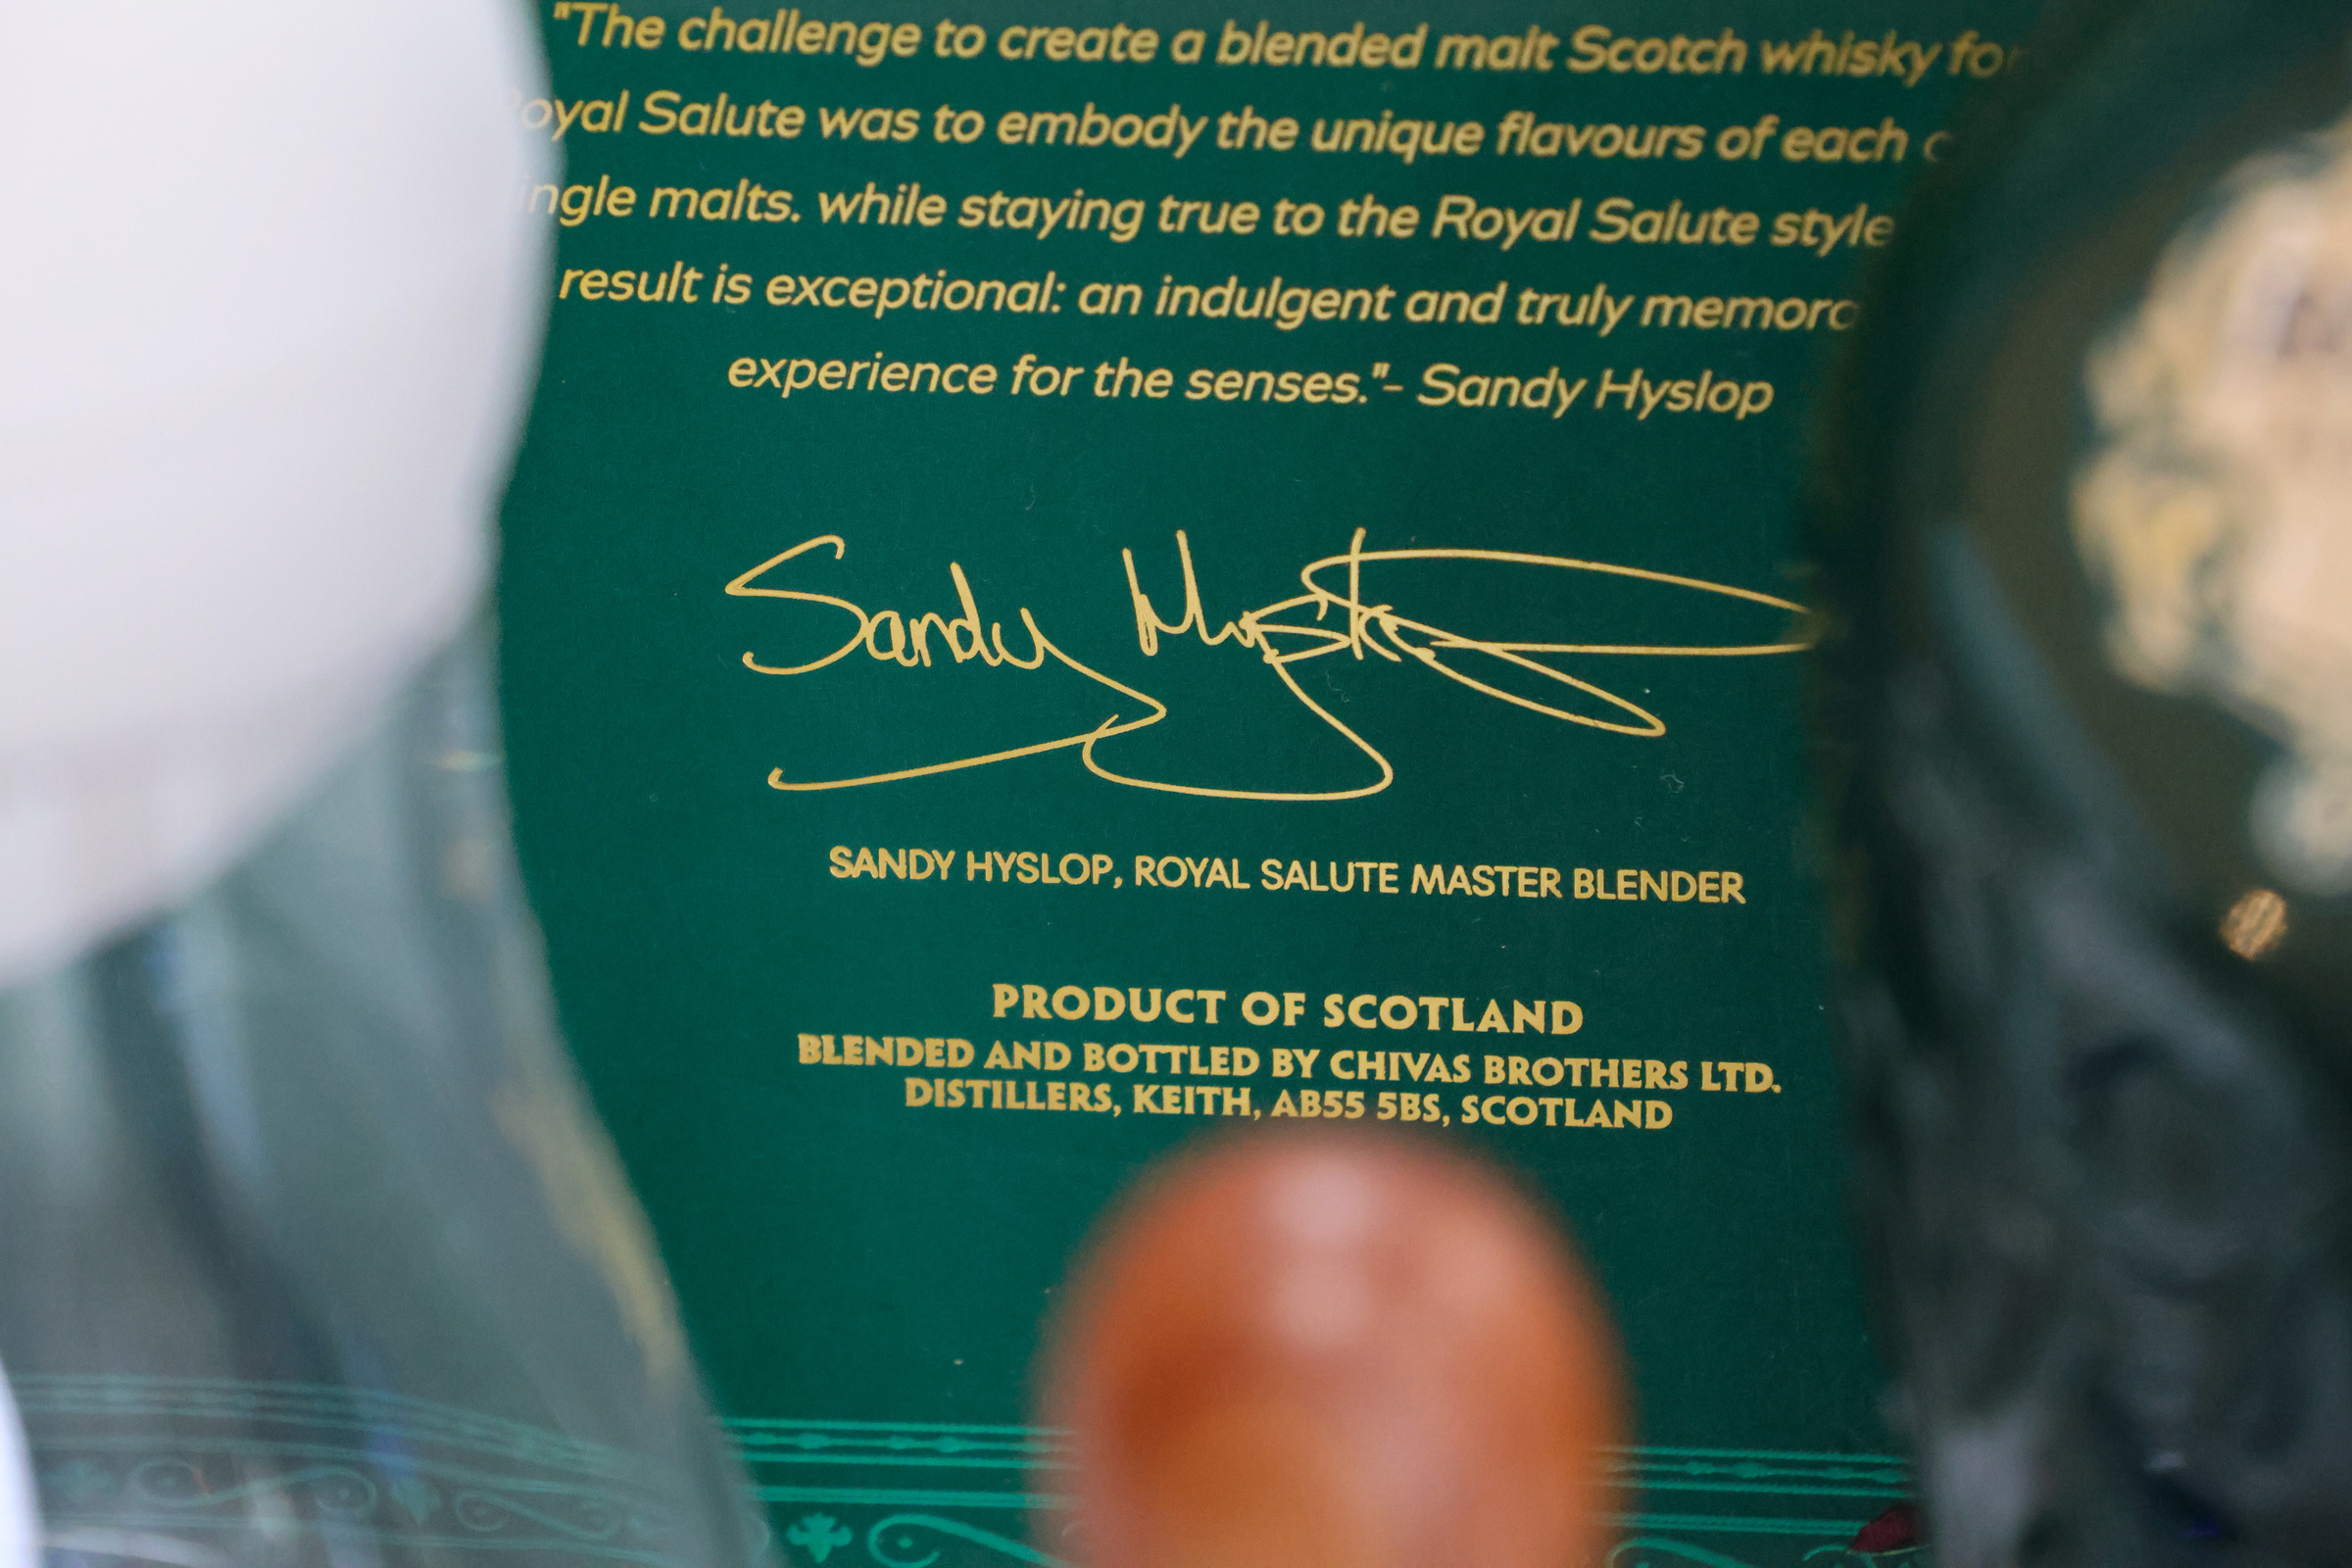 "The challenge to create a blended malt Scotch whisky for
Royal Salute was to embody the unique flavours of each
single malts. while staying true to the Royal Salute style
result is exceptional: an indulgent and truly
experience for the senses."- Sandy Hyslop
Sandy Hyslop
SANDY HYSLOP, ROYAL SALUTE MASTER BLENDER
PRODUCT OF SCOTLAND
BLENDED AND BOTTLED BY CHIVAS BROTHERS LTD.
DISTILLERS, KEITH, AB55 5BS, SCOTLAND